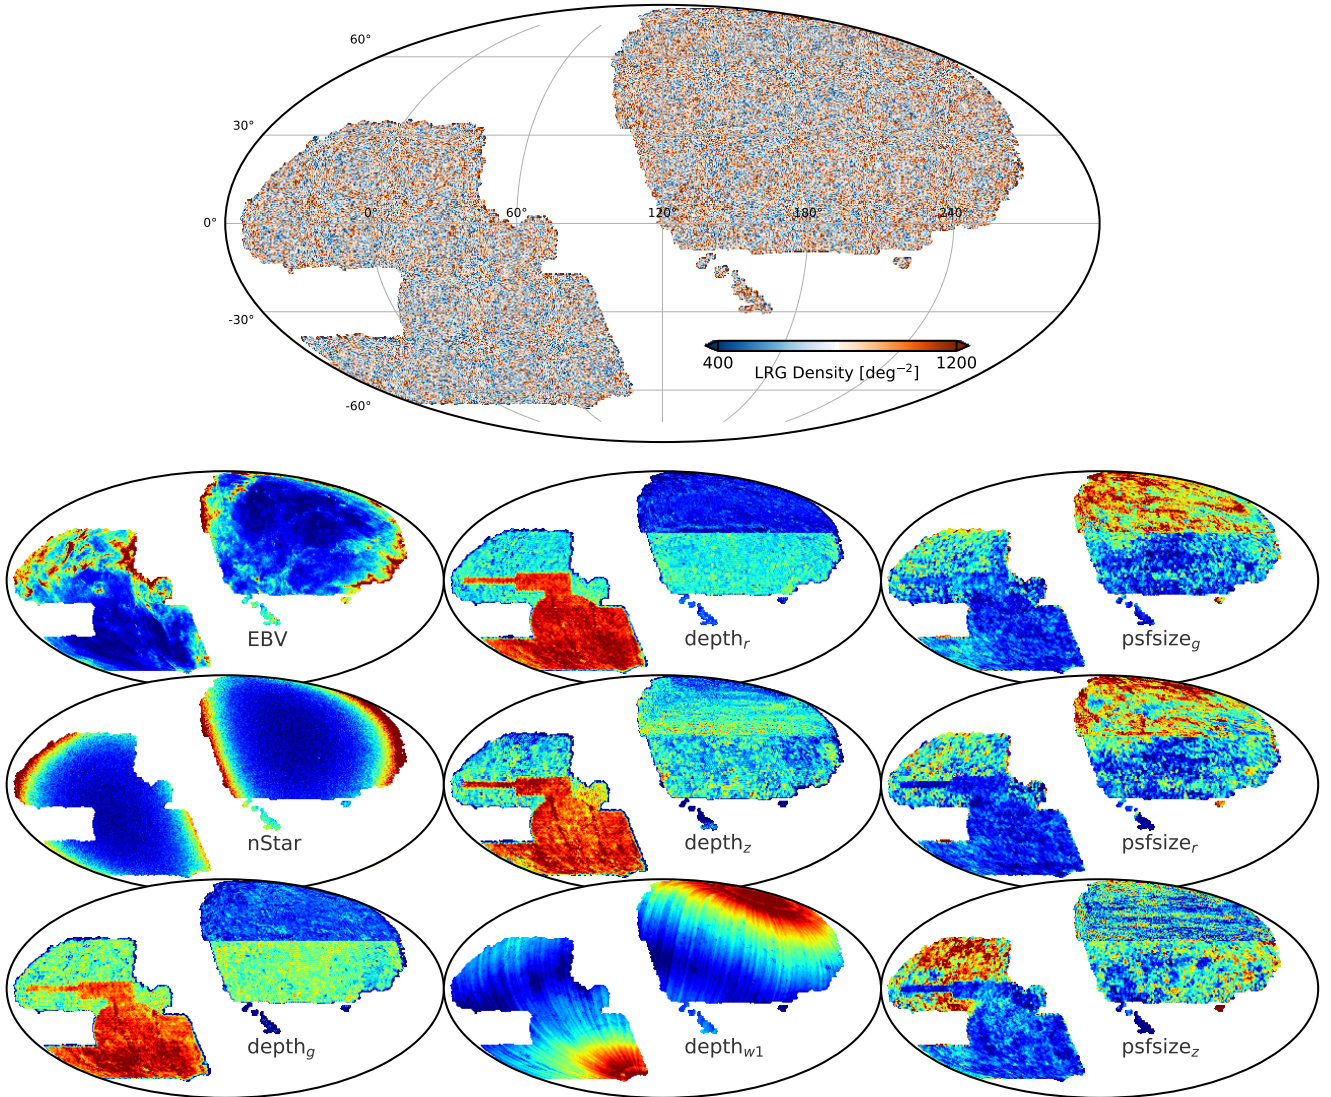 60°
30°
0°
0° 60° 120° 180° 240°
-30°
400 1200
LRG Density [deg⁻²]
-60°
EBV depthᵣ psfsize_g
nStar depth_z psfsize_r
depth_g depth_w1 psfsize_z